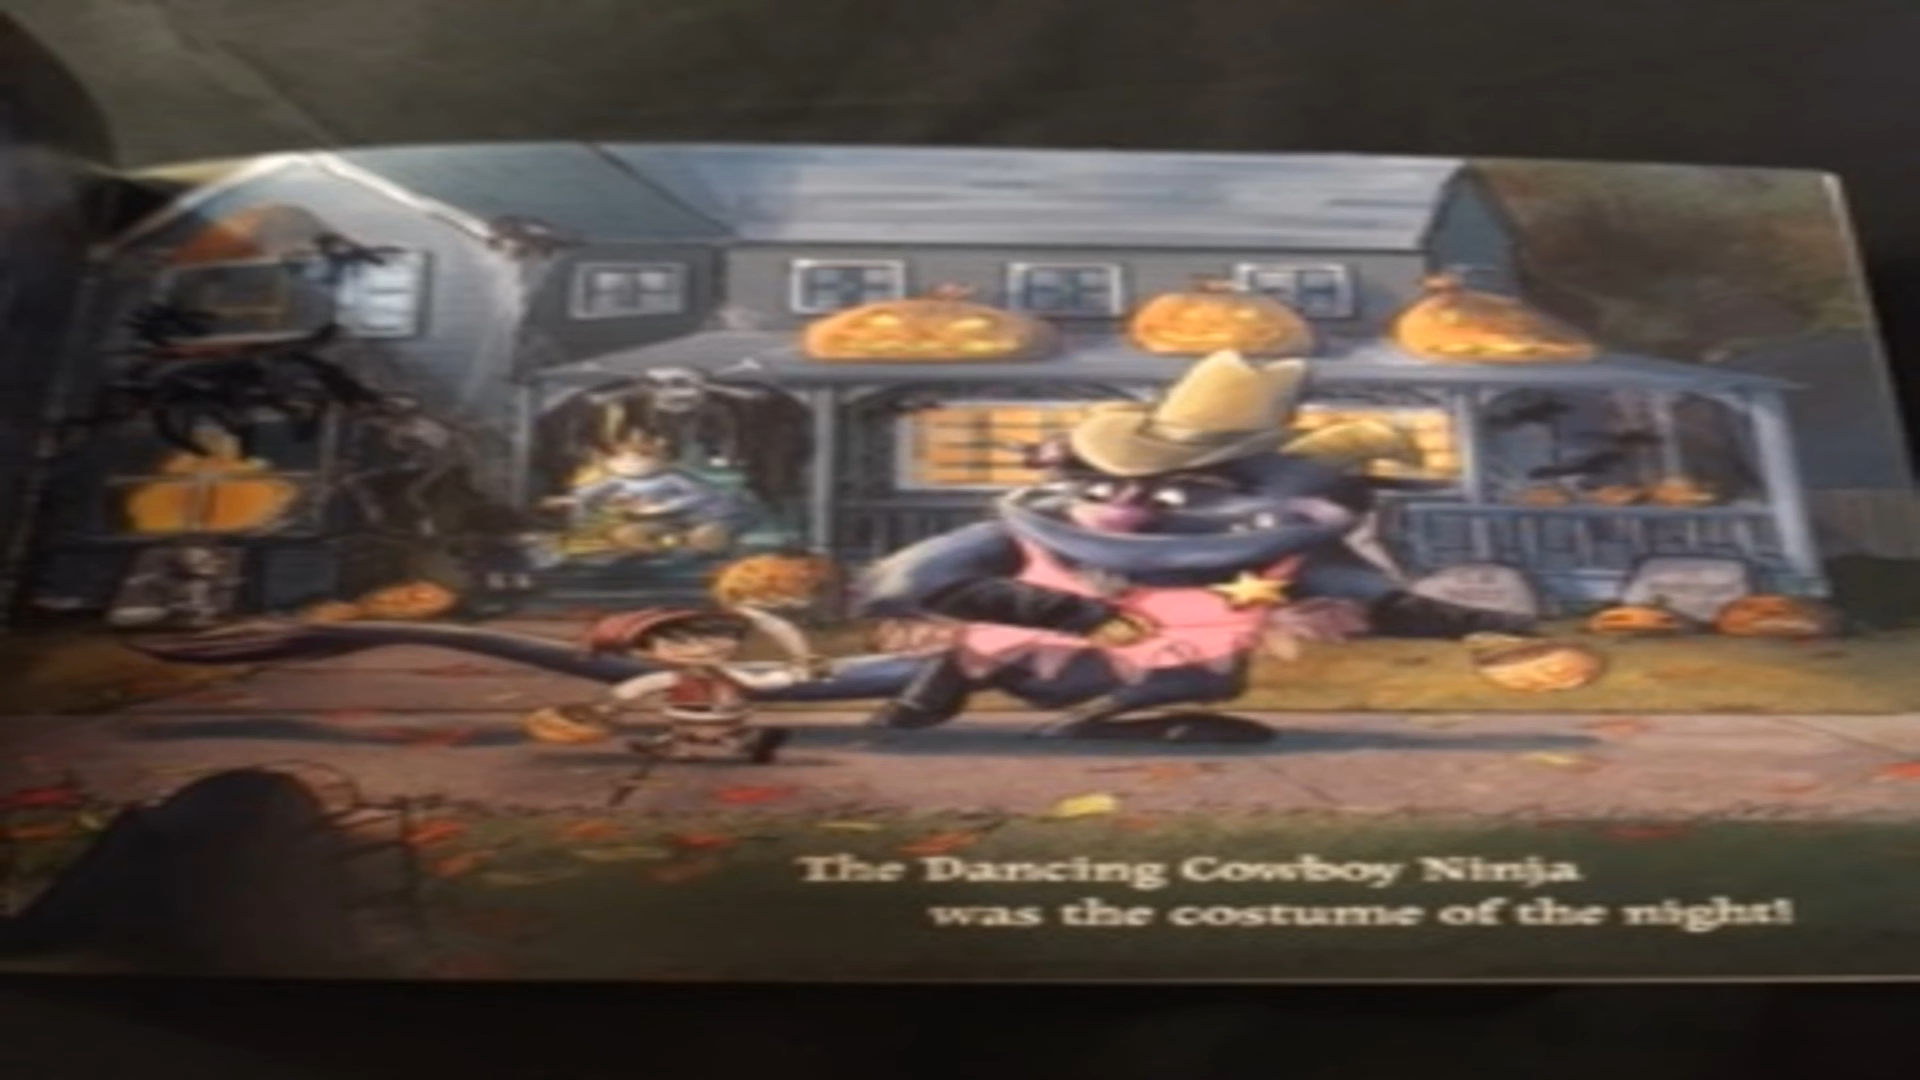 The Dancing Cowboy Ninja
was the costume of the night!